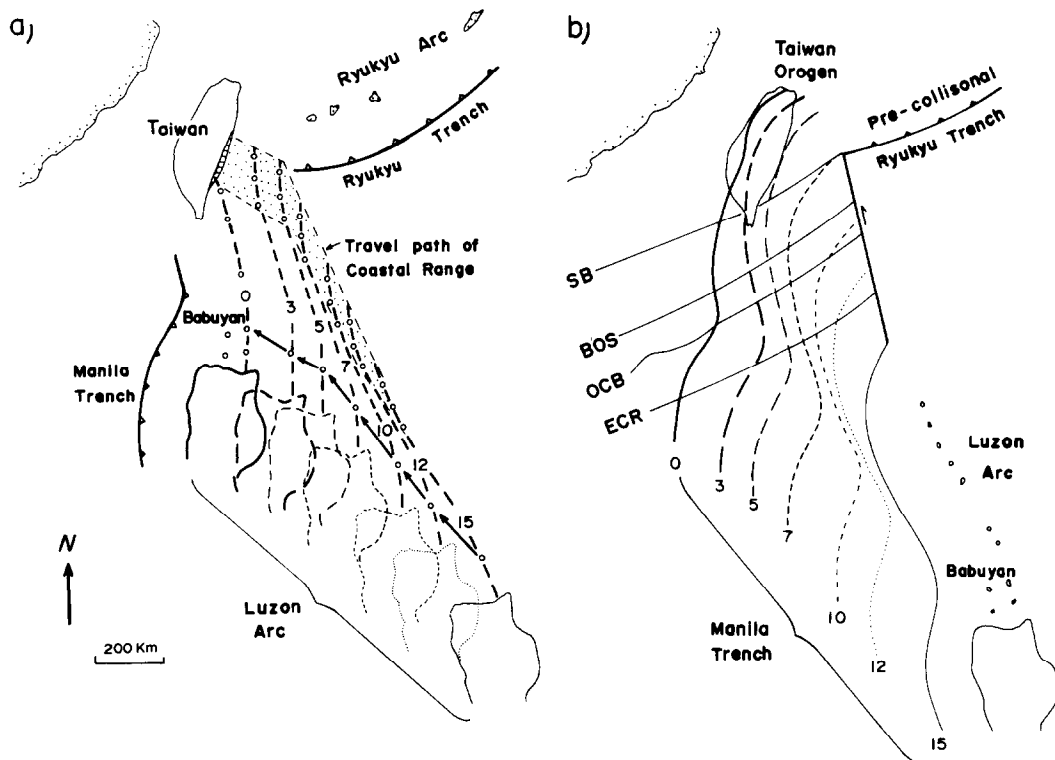 a)
Ryukyu Arc
Taiwan
Ryukyu Trench
Travel path of
Coastal Range
0
3
5
Babuyan
7
Manila
Trench
10
12
15
N
Luzon
Arc
200 Km
b)
Taiwan
Orogen
Pre-collisonal
Ryukyu Trench
SB
BOS
OCB
ECR
Luzon
Arc
0
3
5
7
Babuyan
10
Manila
Trench
12
15